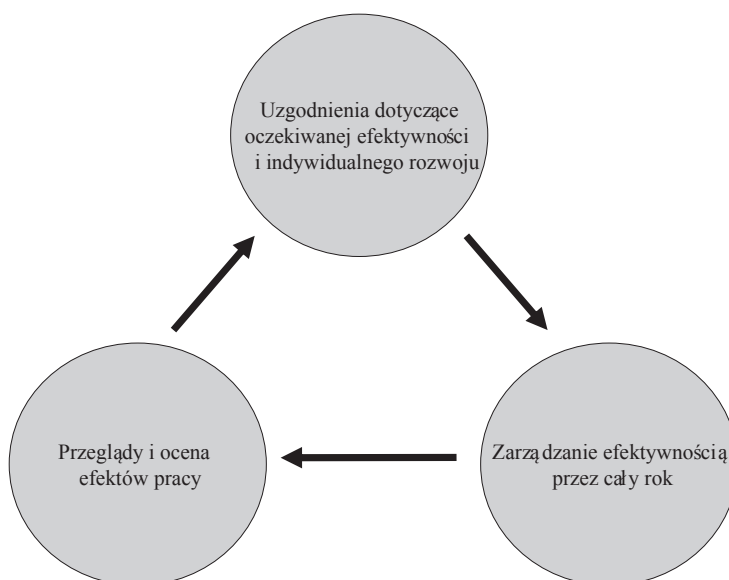 Uzgodnienia dotyczące
oczekiwanej efektywności
i indywidualnego rozwoju
Przeglądy i ocena
efektów pracy
Zarządzanie efektywnością
przez cały rok